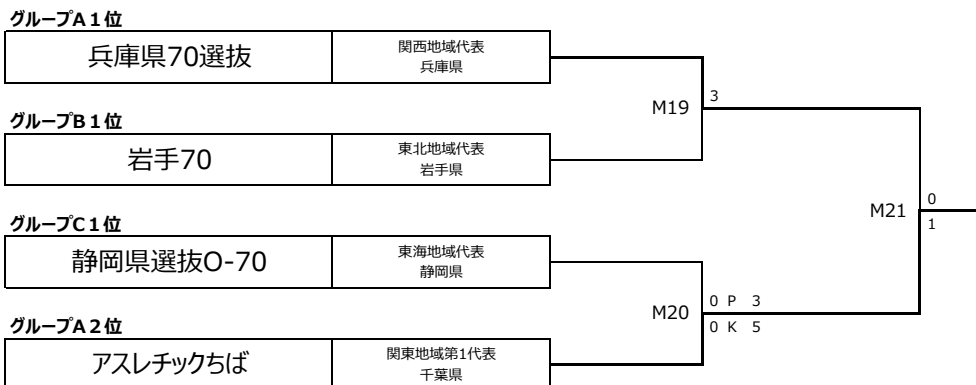 グループA１位
兵庫県70選抜
関西地域代表
兵庫県
M19
3
グループB１位
岩手70
東北地域代表
岩手県
M21
0
1
グループC１位
静岡県選抜O-70
東海地域代表
静岡県
M20
0 P 3
0 K 5
グループA２位
アスレチックちば
関東地域第1代表
千葉県